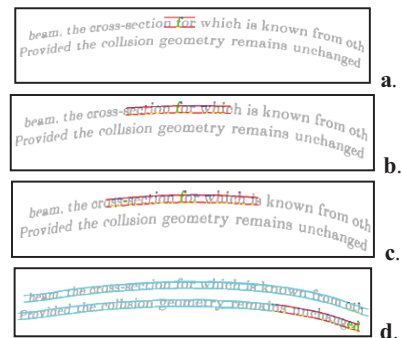 beam, the cross-section for which is known from oth
Provided the collision geometry remains unchanged
a.
beam, the cross-section for which is known from oth
Provided the collision geometry remains unchanged
b.
beam, the cross-section for which is known from oth
Provided the collision geometry remains unchanged
c.
beam, the cross-section for which is known from oth
Provided the collision geometry remains unchanged
d.